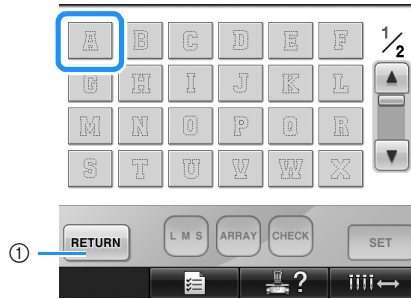 A B C D E F 1/2
G H I J K L
M N O P Q R
S T U V W X
① RETURN L M S ARRAY CHECK SET
?